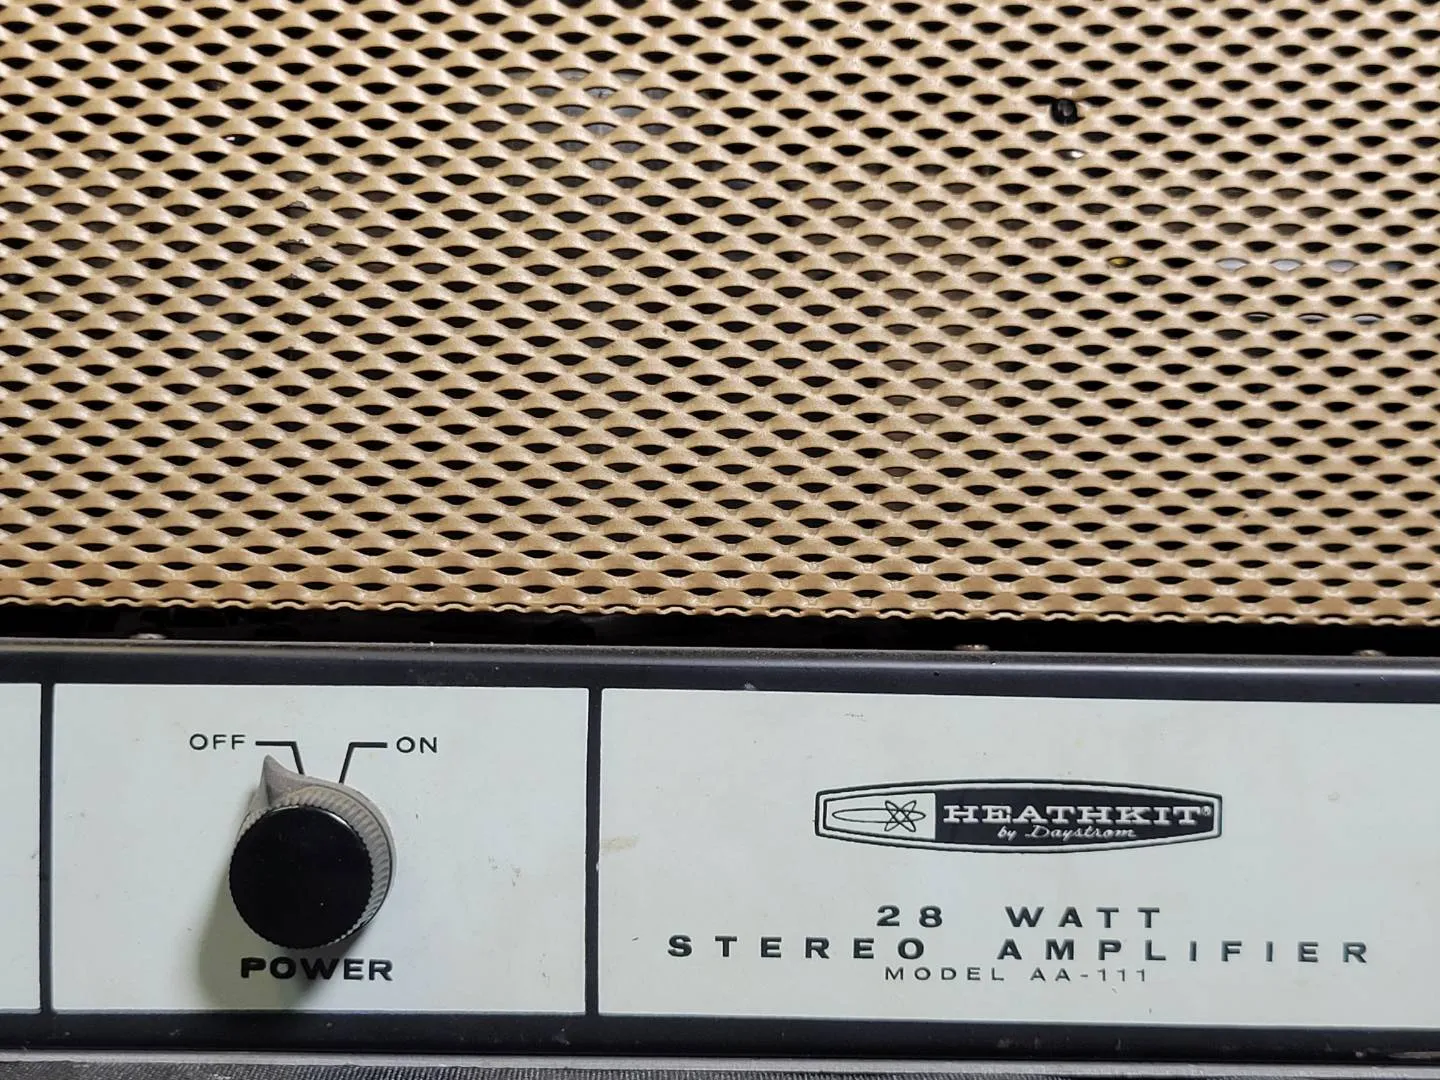 OFF ON
POWER
HEATHKIT®
by Daystrom
28 WATT
STEREO AMPLIFIER
MODEL AA-111